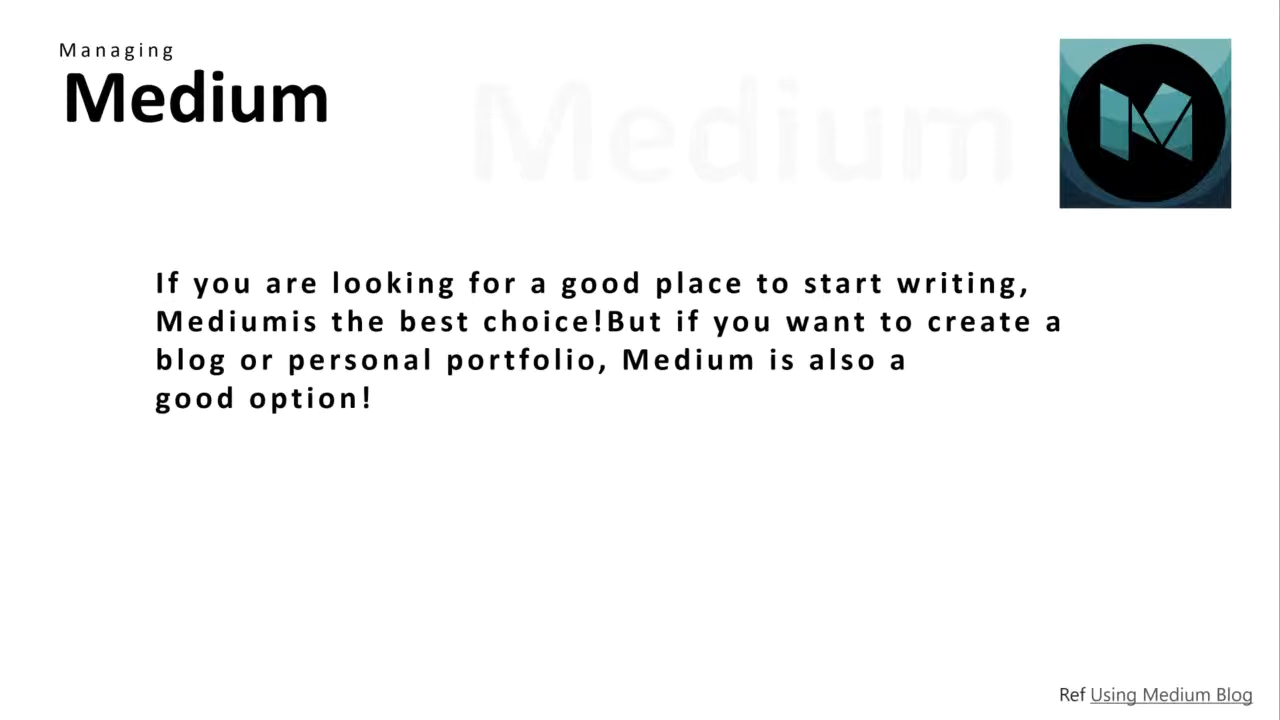 Managing
Medium
Medium
If you are looking for a good place to start writing,
Mediumis the best choice!But if you want to create a
blog or personal portfolio, Medium is also a
good option!
Ref Using Medium Blog